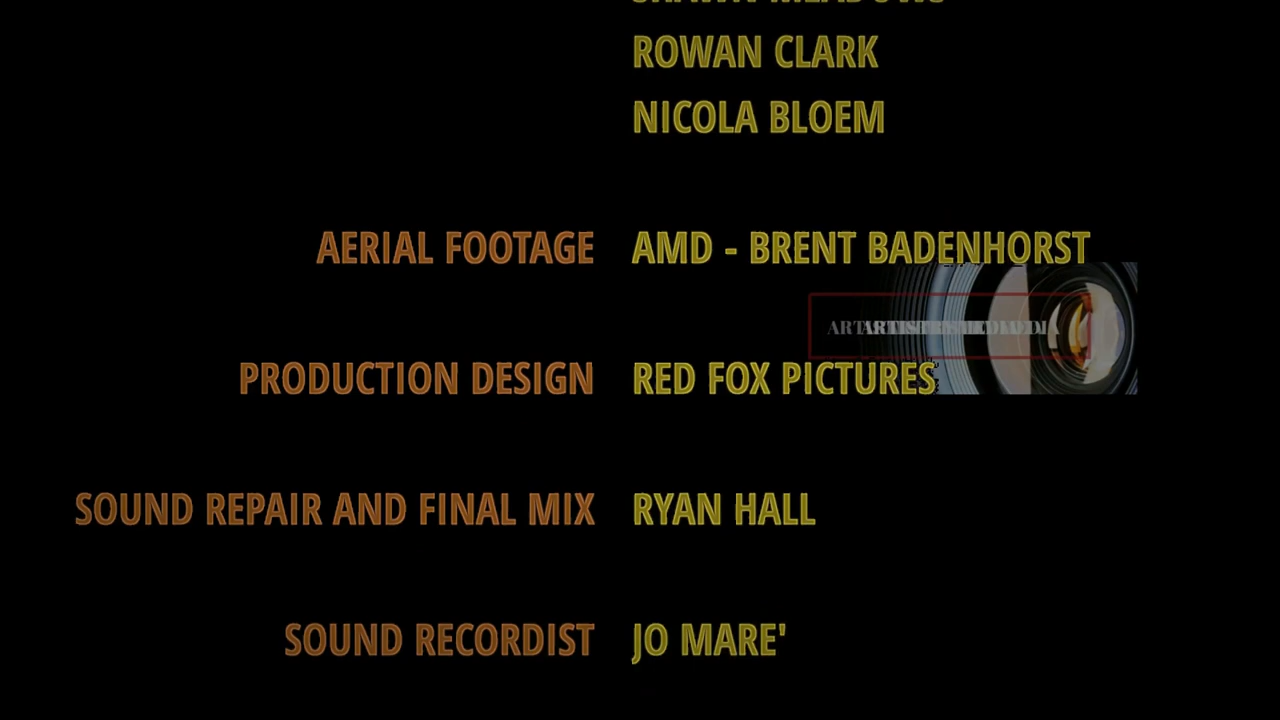 ROWAN CLARK
NICOLA BLOEM
AERIAL FOOTAGE AMD - BRENT BADENHORST
PRODUCTION DESIGN RED FOX PICTURES
SOUND REPAIR AND FINAL MIX RYAN HALL
SOUND RECORDIST JO MARE'